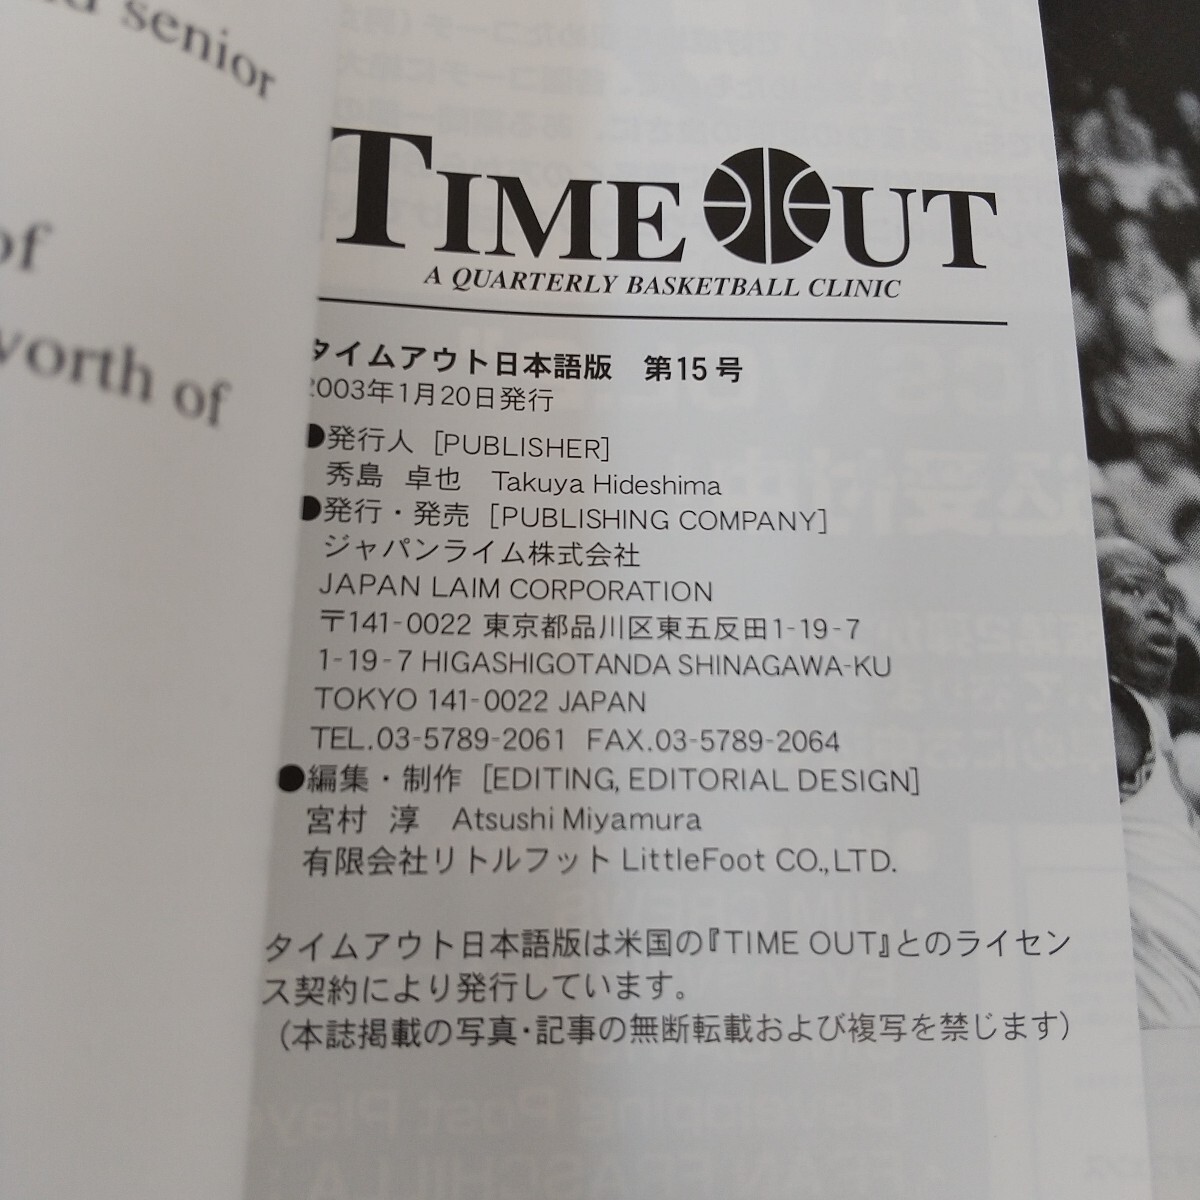 senior
of
worth of
TIME OUT
A QUARTERLY BASKETBALL CLINIC
タイムアウト日本語版　第15号
2003年1月20日発行
●発行人 [PUBLISHER]
秀島 卓也 Takuya Hideshima
●発行・発売 [PUBLISHING COMPANY]
ジャパンライム株式会社
JAPAN LAIM CORPORATION
〒141-0022 東京都品川区東五反田1-19-7
1-19-7 HIGASHIGOTANDA SHINAGAWA-KU
TOKYO 141-0022 JAPAN
TEL.03-5789-2061 FAX.03-5789-2064
●編集・制作 [EDITING, EDITORIAL DESIGN]
宮村 淳 Atsushi Miyamura
有限会社リトルフット LittleFoot CO.,LTD.
タイムアウト日本語版は米国の『TIME OUT』とのライセン
ス契約により発行しています。
(本誌掲載の写真・記事の無断転載および複写を禁じます)